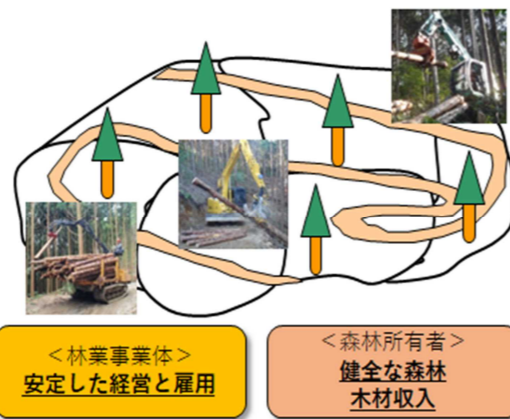 ＜林業事業体＞
安定した経営と雇用
＜森林所有者＞
健全な森林
木材収入